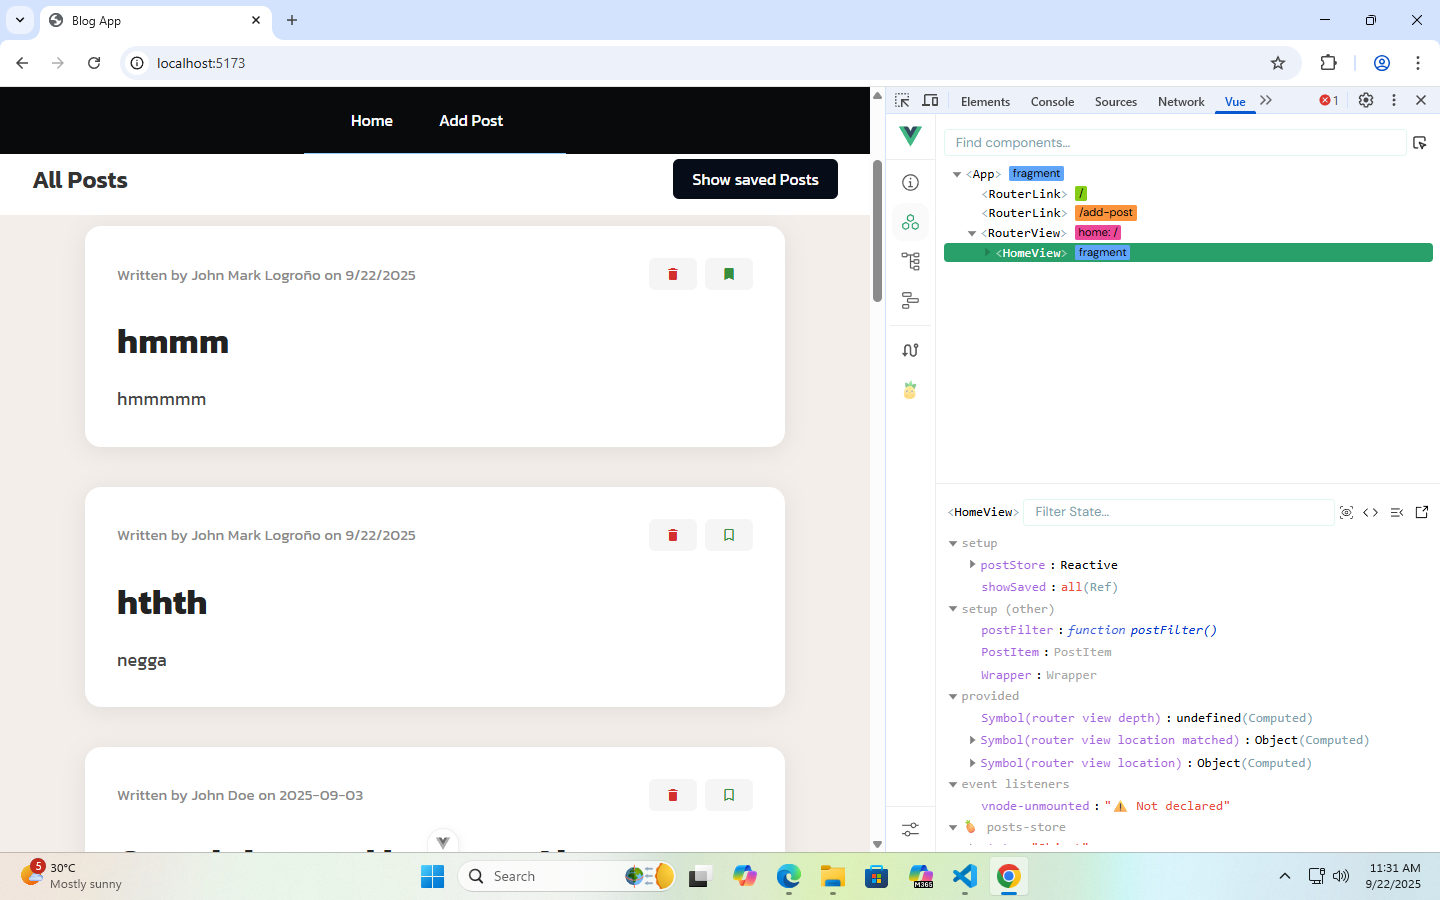 Blog App
localhost:5173
Home
Add Post
All Posts
Show saved Posts
Written by John Mark Logroño on 9/22/2025
hmmm
hmmmmm
Written by John Mark Logroño on 9/22/2025
hthth
negga
Written by John Doe on 2025-09-03
Elements
Console
Sources
Network
Vue
1
Find components...
<App> fragment
<RouterLink> /
<RouterLink> /add-post
<RouterView> home: /
<HomeView> fragment
<HomeView>
Filter State...
setup
postStore : Reactive
showSaved : all(Ref)
setup (other)
postFilter : function postFilter()
PostItem : PostItem
Wrapper : Wrapper
provided
Symbol(router view depth) : undefined(Computed)
Symbol(router view location matched) : Object(Computed)
Symbol(router view location) : Object(Computed)
event listeners
vnode-unmounted : "⚠️ Not declared"
🍍 posts-store
5
30°C
Mostly sunny
Search
M365
11:31 AM
9/22/2025